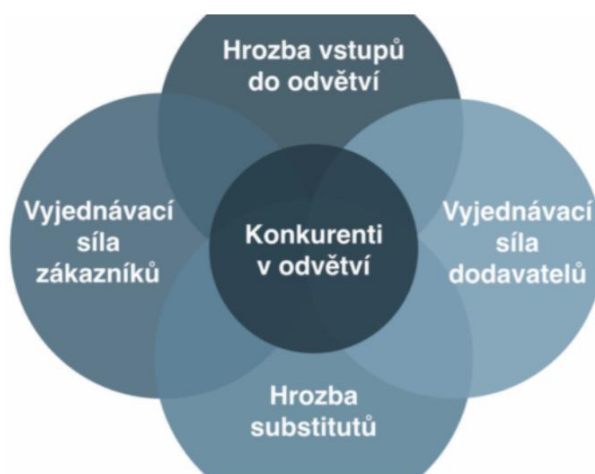 Hrozba vstupů
do odvětví
Vyjednávací
síla
zákazníků
Konkurenti
v odvětví
Vyjednávací
síla
dodavatelů
Hrozba
substitutů